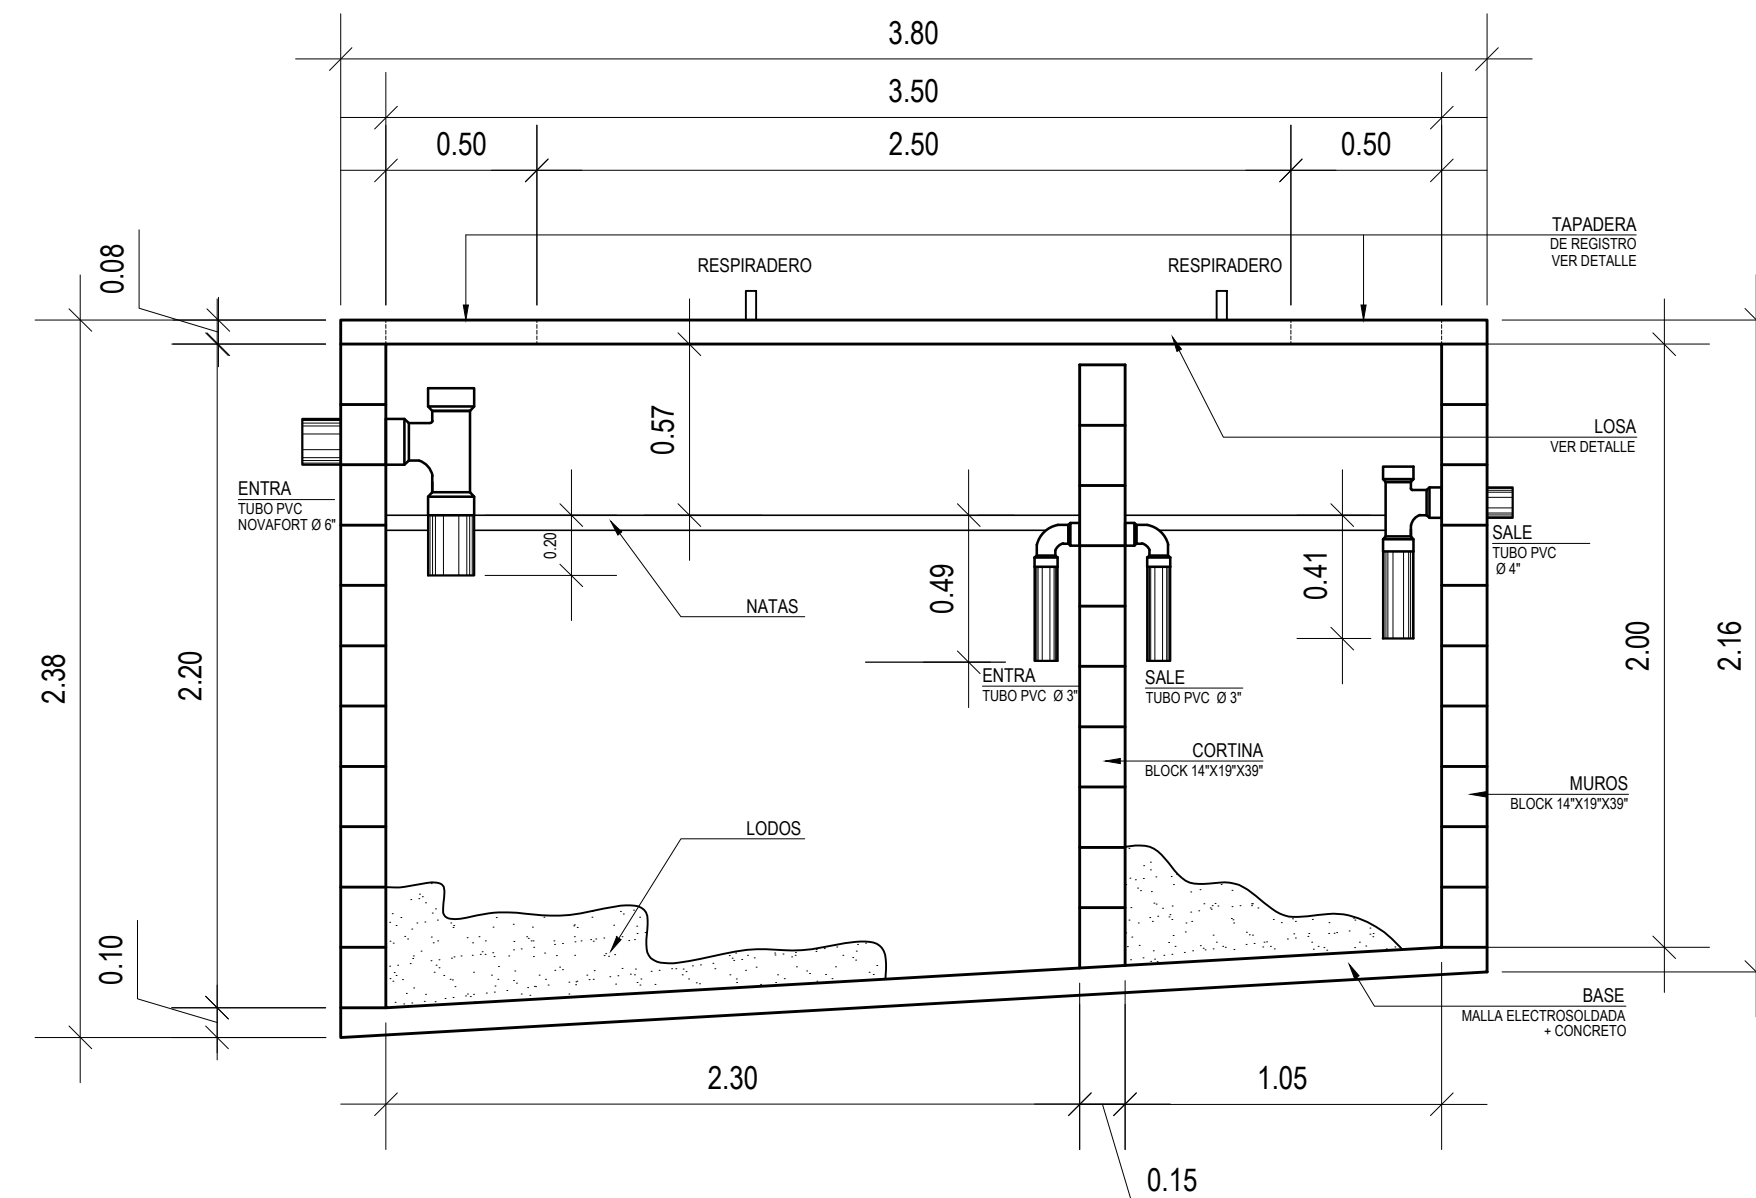 3.80
3.50
0.50
2.50
0.50
TAPADERA
DE REGISTRO
VER DETALLE
0.08
RESPIRADERO
RESPIRADERO
0.57
LOSA
VER DETALLE
ENTRA
TUBO PVC
NOVAFORT Ø 6"
0.20
SALE
TUBO PVC
Ø 4"
0.49
0.41
NATAS
2.38
2.20
2.00
2.16
ENTRA
TUBO PVC Ø 3"
SALE
TUBO PVC Ø 3"
CORTINA
BLOCK 14"X19"X39"
MUROS
BLOCK 14"X19"X39"
LODOS
0.10
BASE
MALLA ELECTROSOLDADA
+ CONCRETO
2.30
1.05
0.15